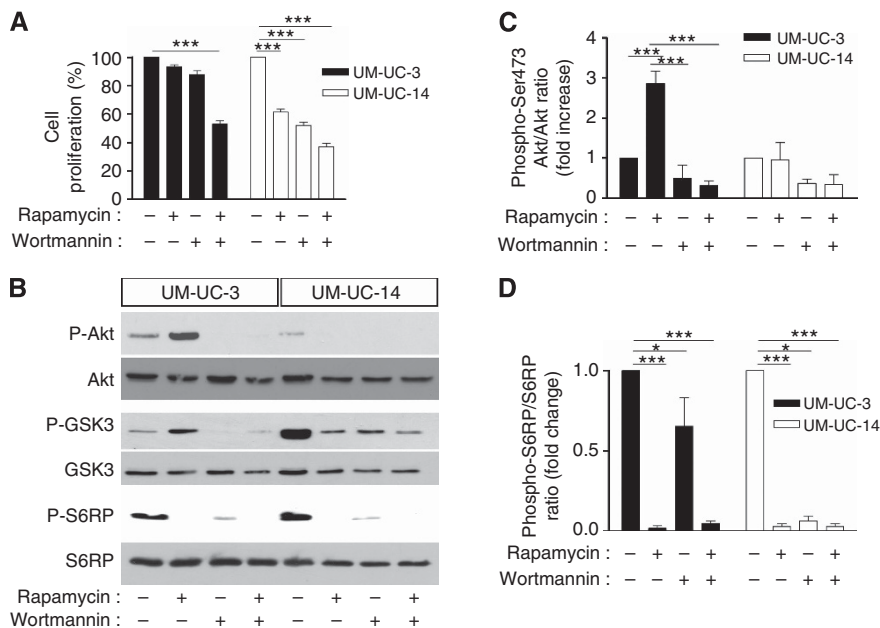 A
***
***
***
***
100
80
60
40
20
0
Cell
proliferation (%)
UM-UC-3
UM-UC-14
Rapamycin : – + – + – + – +
Wortmannin : – – + + – – + +
B
UM-UC-3 UM-UC-14
P-Akt
Akt
P-GSK3
GSK3
P-S6RP
S6RP
Rapamycin : – + – + – + – +
Wortmannin : – – + + – – + +
C
***
***
***
4
3
2
1
0
Phospho-Ser473
Akt/Akt ratio
(fold increase)
UM-UC-3
UM-UC-14
Rapamycin : – + – + – + – +
Wortmannin : – – + + – – + +
D
*** ***
* *
*** ***
1.0
0.5
0.0
Phospho-S6RP/S6RP
ratio (fold change)
UM-UC-3
UM-UC-14
Rapamycin : – + – + – + – +
Wortmannin : – – + + – – + +